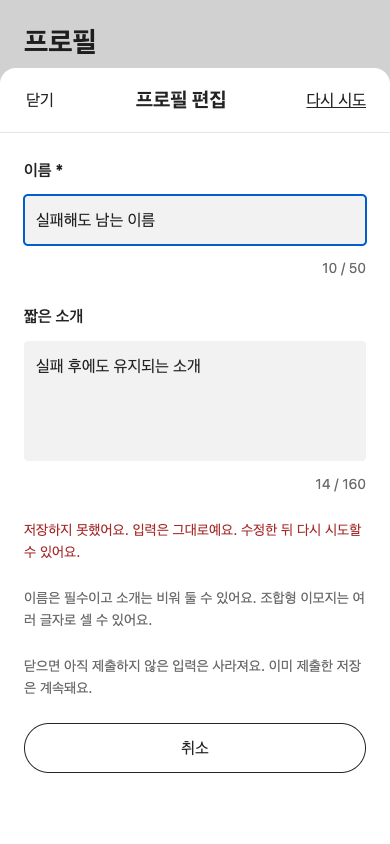 프로필
닫기
프로필 편집
다시 시도
이름 *
실패해도 남는 이름
10 / 50
짧은 소개
실패 후에도 유지되는 소개
14 / 160
저장하지 못했어요. 입력은 그대로예요. 수정한 뒤 다시 시도할
수 있어요.
이름은 필수이고 소개는 비워 둘 수 있어요. 조합형 이모지는 여
러 글자로 셀 수 있어요.
닫으면 아직 제출하지 않은 입력은 사라져요. 이미 제출한 저장
은 계속돼요.
취소